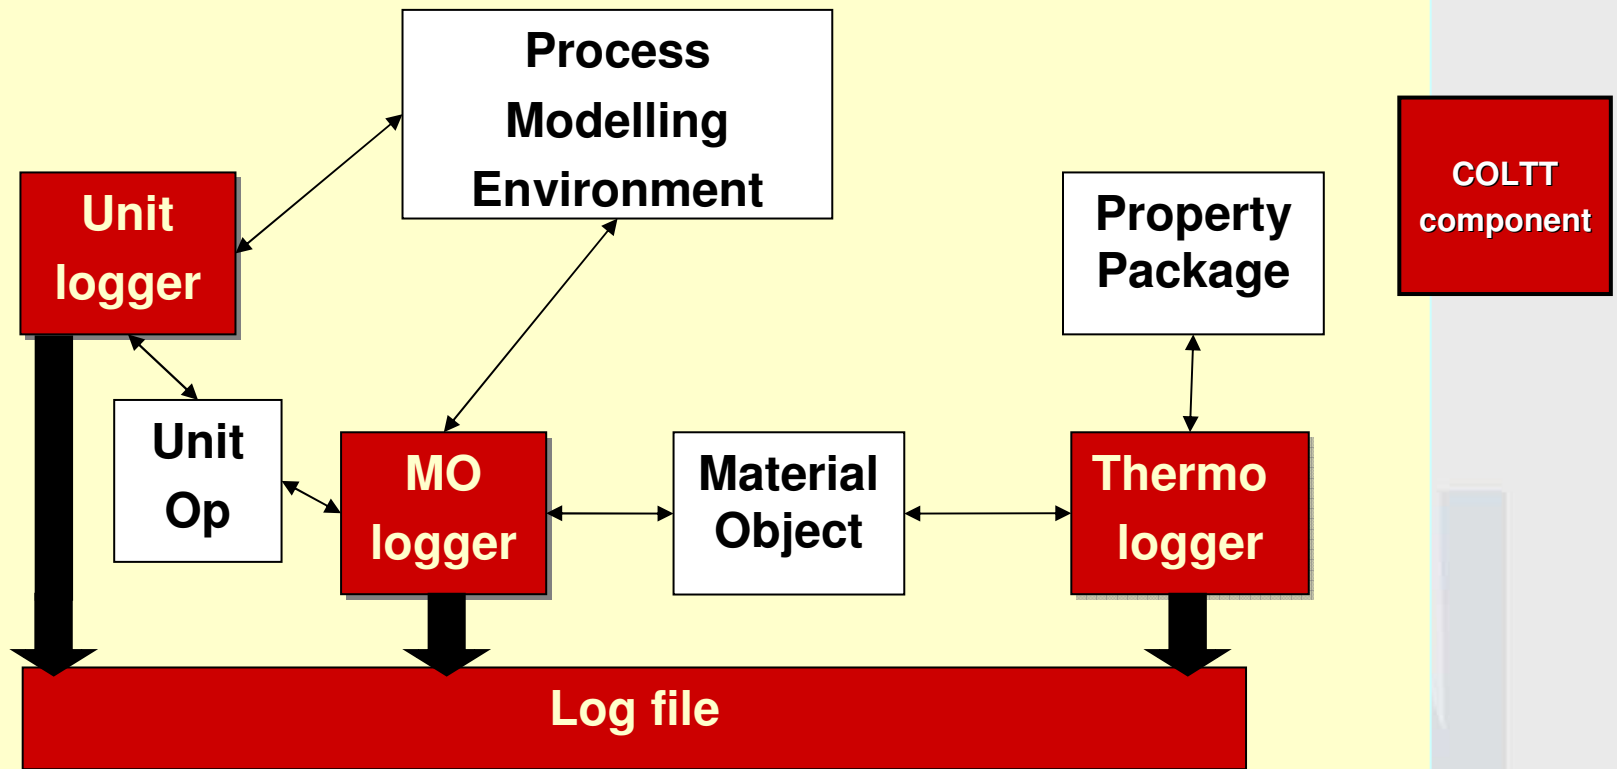 Process
Modelling
Environment
COLTT
component
Unit
logger
Property
Package
Unit
Op
MO
logger
Material
Object
Thermo
logger
Log file